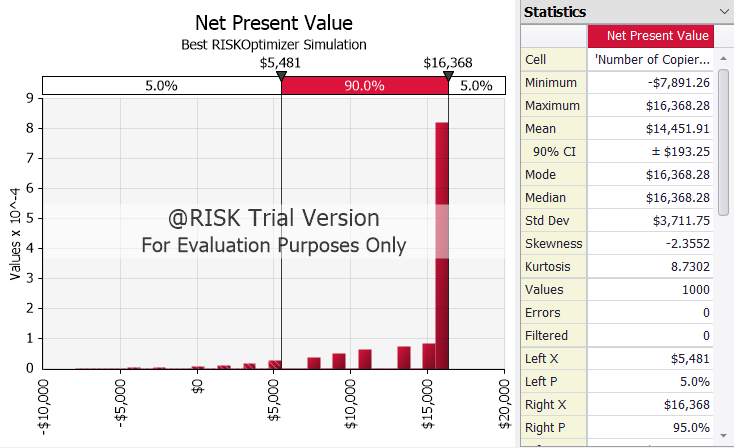 Net Present Value
Best RISKOptimizer Simulation
$5,481 $16,368
5.0% 90.0% 5.0%
9
8
7
6
5
4
3
2
1
0
Values x 10^-4
@RISK Trial Version
For Evaluation Purposes Only
-$10,000 -$5,000 $0 $5,000 $10,000 $15,000 $20,000
Statistics
Net Present Value
Cell 'Number of Copier...
Minimum -$7,891.26
Maximum $16,368.28
Mean $14,451.91
90% CI ± $193.25
Mode $16,368.28
Median $16,368.28
Std Dev $3,711.75
Skewness -2.3552
Kurtosis 8.7302
Values 1000
Errors 0
Filtered 0
Left X $5,481
Left P 5.0%
Right X $16,368
Right P 95.0%